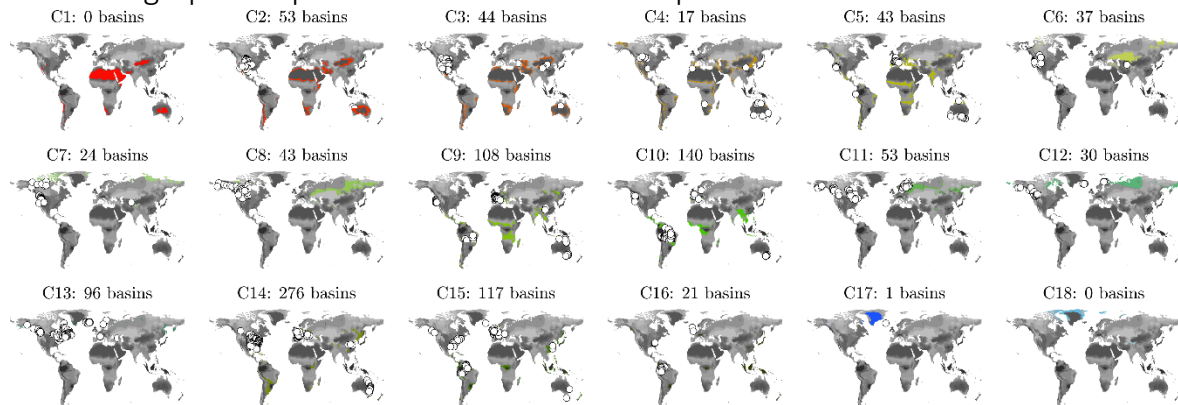 C1: 0 basins
C2: 53 basins
C3: 44 basins
C4: 17 basins
C5: 43 basins
C6: 37 basins
C7: 24 basins
C8: 43 basins
C9: 108 basins
C10: 140 basins
C11: 53 basins
C12: 30 basins
C13: 96 basins
C14: 276 basins
C15: 117 basins
C16: 21 basins
C17: 1 basins
C18: 0 basins